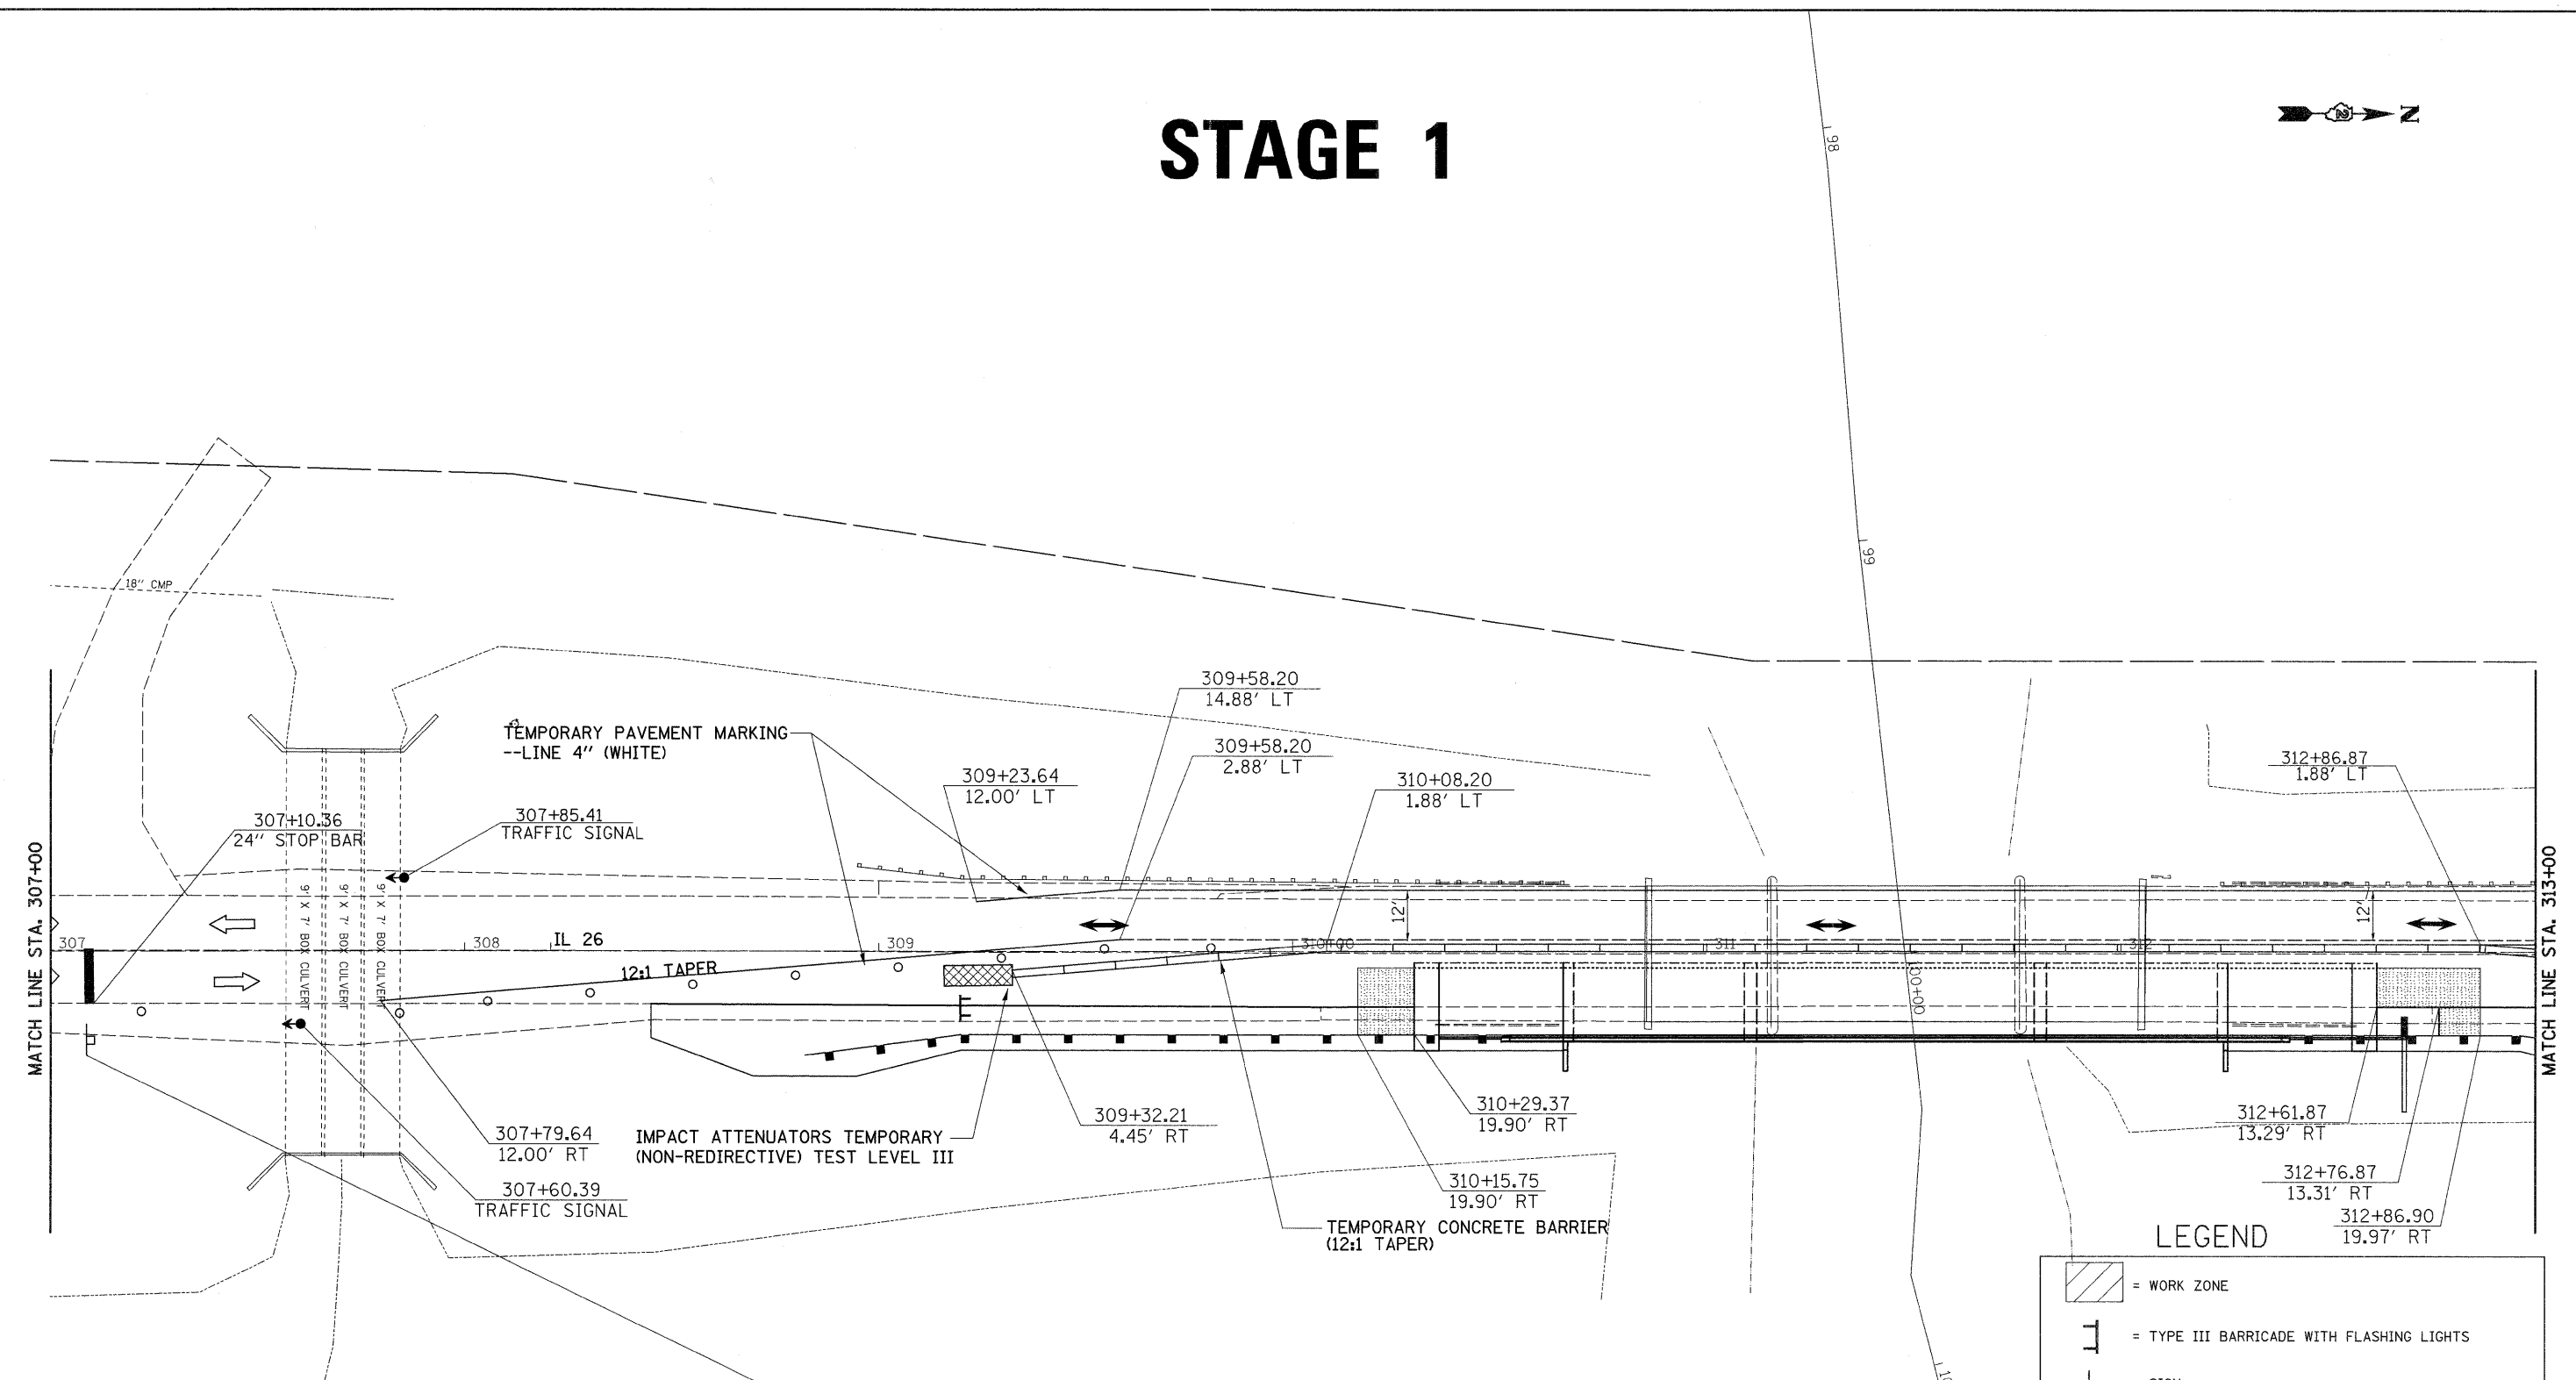 STAGE 1
N
98
99
18" CMP
309+58.20
14.88' LT
TEMPORARY PAVEMENT MARKING
--LINE 4" (WHITE)
309+58.20
2.88' LT
309+23.64
12.00' LT
310+08.20
1.88' LT
312+86.87
1.88' LT
307+10.36
24" STOP BAR
307+85.41
TRAFFIC SIGNAL
MATCH LINE STA. 307+00
MATCH LINE STA. 313+00
9' X 7' BOX CULVERT
9' X 7' BOX CULVERT
9' X 7' BOX CULVERT
12'
12'
307
308
IL 26
309
310+00
311
312
12:1 TAPER
100+00
307+79.64
12.00' RT
IMPACT ATTENUATORS TEMPORARY
(NON-REDIRECTIVE) TEST LEVEL III
309+32.21
4.45' RT
310+29.37
19.90' RT
312+61.87
13.29' RT
307+60.39
TRAFFIC SIGNAL
310+15.75
19.90' RT
312+76.87
13.31' RT
TEMPORARY CONCRETE BARRIER
(12:1 TAPER)
312+86.90
19.97' RT
LEGEND
= WORK ZONE
= TYPE III BARRICADE WITH FLASHING LIGHTS